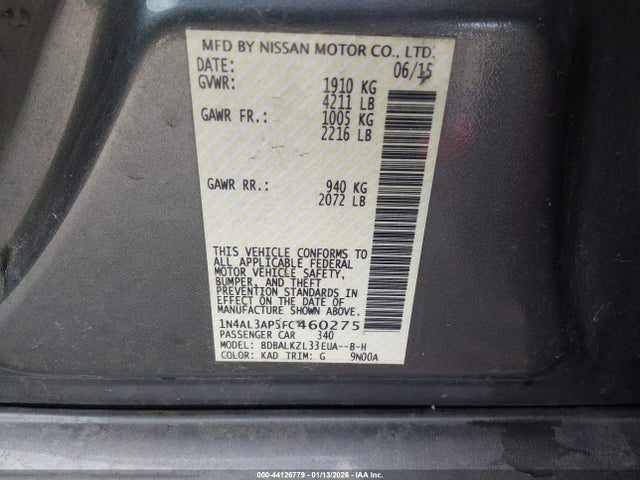 MFD BY NISSAN MOTOR CO., LTD.
DATE: 06/15
GVWR: 1910 KG
4211 LB
GAWR FR.: 1005 KG
2216 LB
GAWR RR.: 940 KG
2072 LB
THIS VEHICLE CONFORMS TO
ALL APPLICABLE FEDERAL
MOTOR VEHICLE SAFETY,
BUMPER, AND THEFT
PREVENTION STANDARDS IN
EFFECT ON THE DATE OF
MANUFACTURE SHOWN ABOVE.
1N4AL3AP5FC460275
PASSENGER CAR 340
MODEL: BDBALKZL33EUA--B-H
COLOR: KAD TRIM: G 9N00A
000-44126779 - 01/13/2026 - IAA Inc.